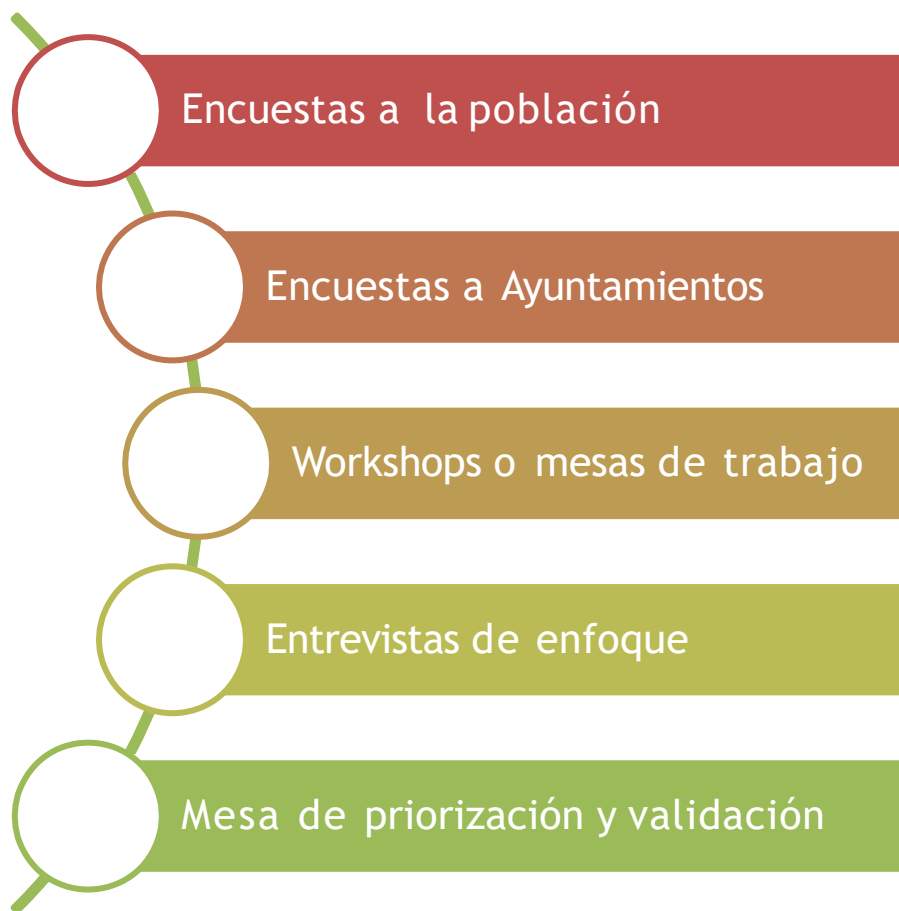 Encuestas a la población
Encuestas a Ayuntamientos
Workshops o mesas de trabajo
Entrevistas de enfoque
Mesa de priorización y validación